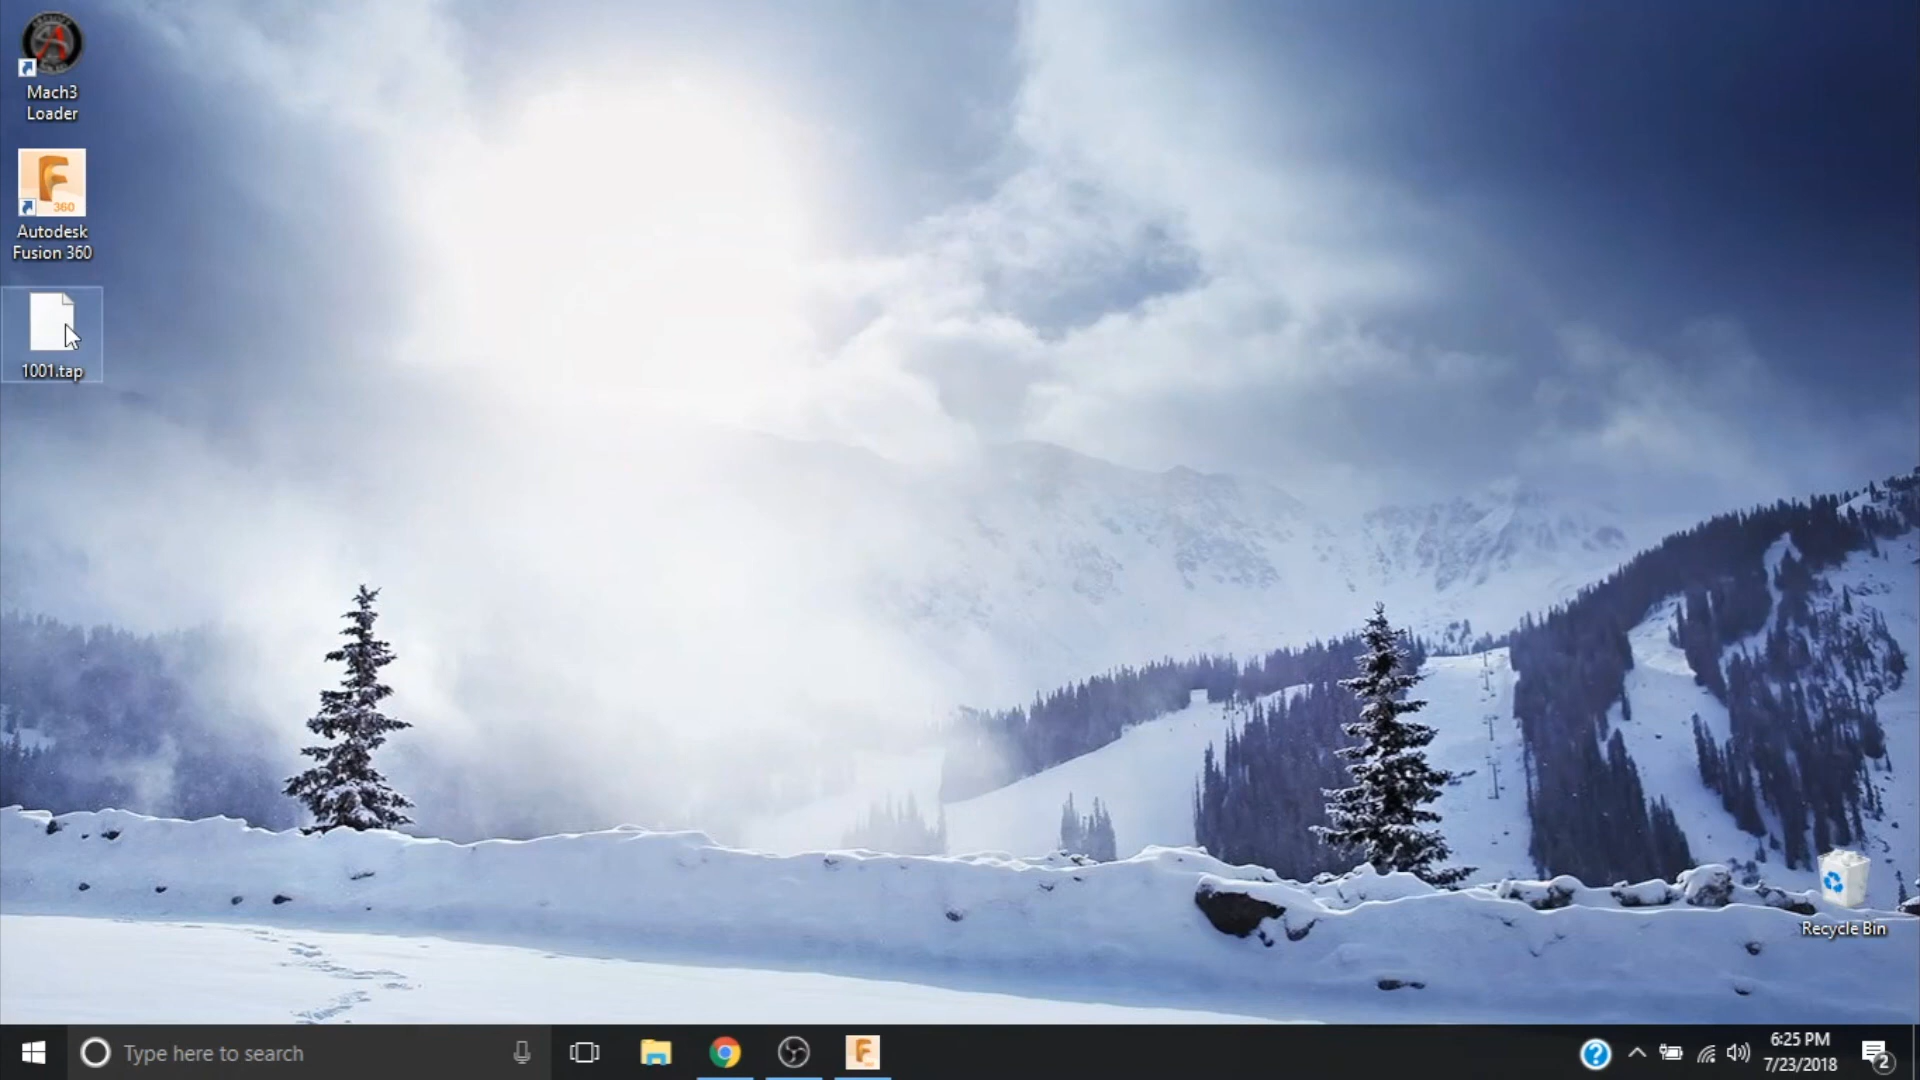 Mach3
Loader
360
Autodesk
Fusion 360
1001.tap
Recycle Bin
Type here to search
6:25 PM
7/23/2018
2